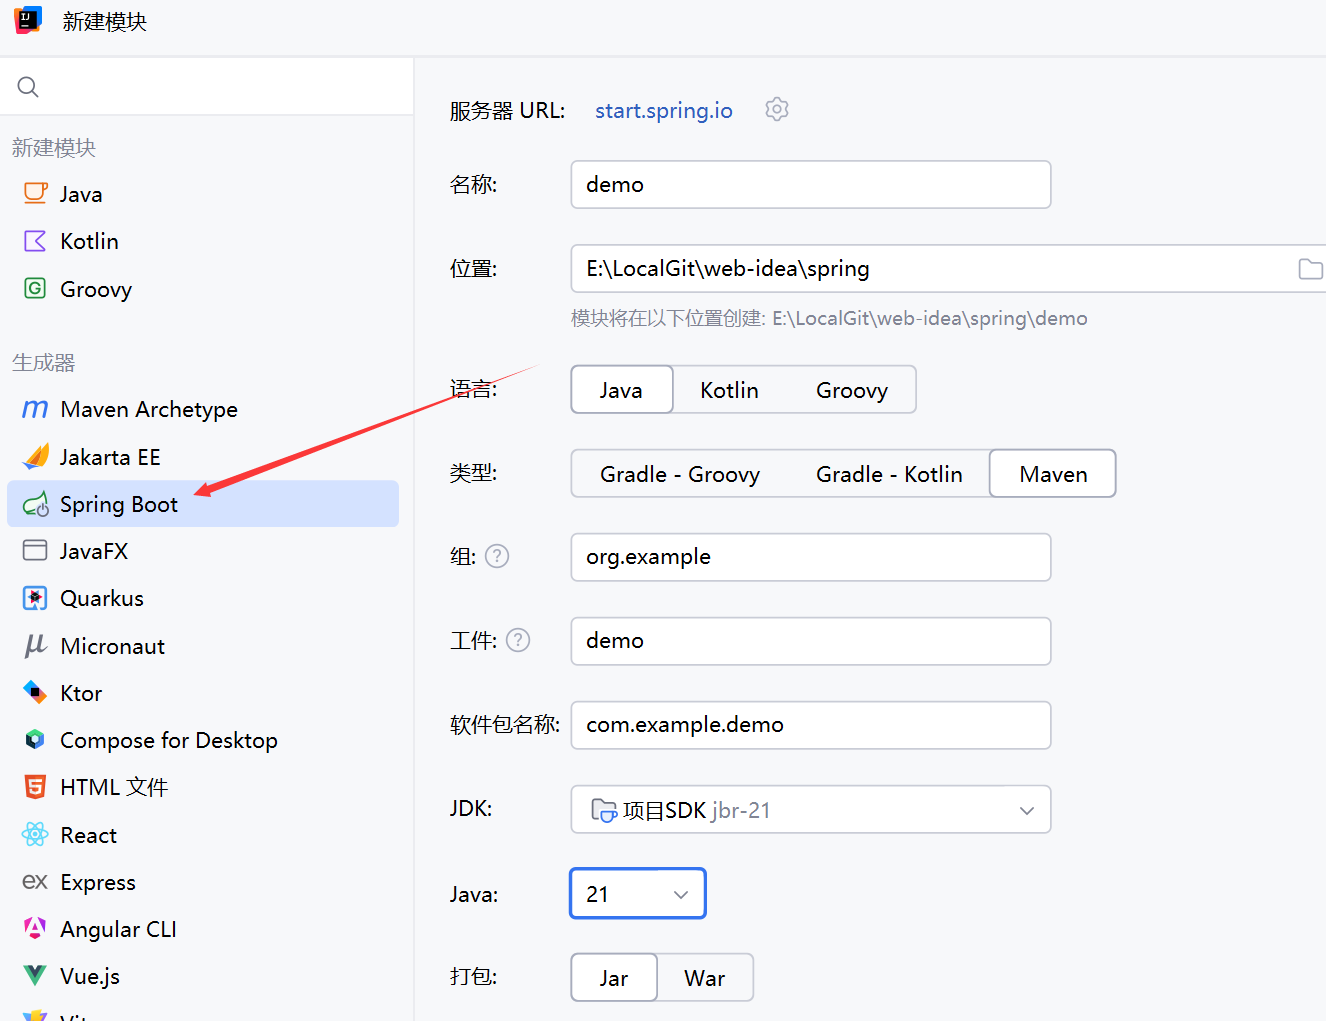 新建模块
新建模块
Java
Kotlin
Groovy
生成器
Maven Archetype
Jakarta EE
Spring Boot
JavaFX
Quarkus
Micronaut
Ktor
Compose for Desktop
HTML 文件
React
ex Express
Angular CLI
Vue.js
服务器 URL: start.spring.io
名称: demo
位置: E:\LocalGit\web-idea\spring
模块将在以下位置创建: E:\LocalGit\web-idea\spring\demo
语言: Java Kotlin Groovy
类型: Gradle - Groovy Gradle - Kotlin Maven
组: ? org.example
工件: ? demo
软件包名称: com.example.demo
JDK: 项目SDK jbr-21
Java: 21
打包: Jar War